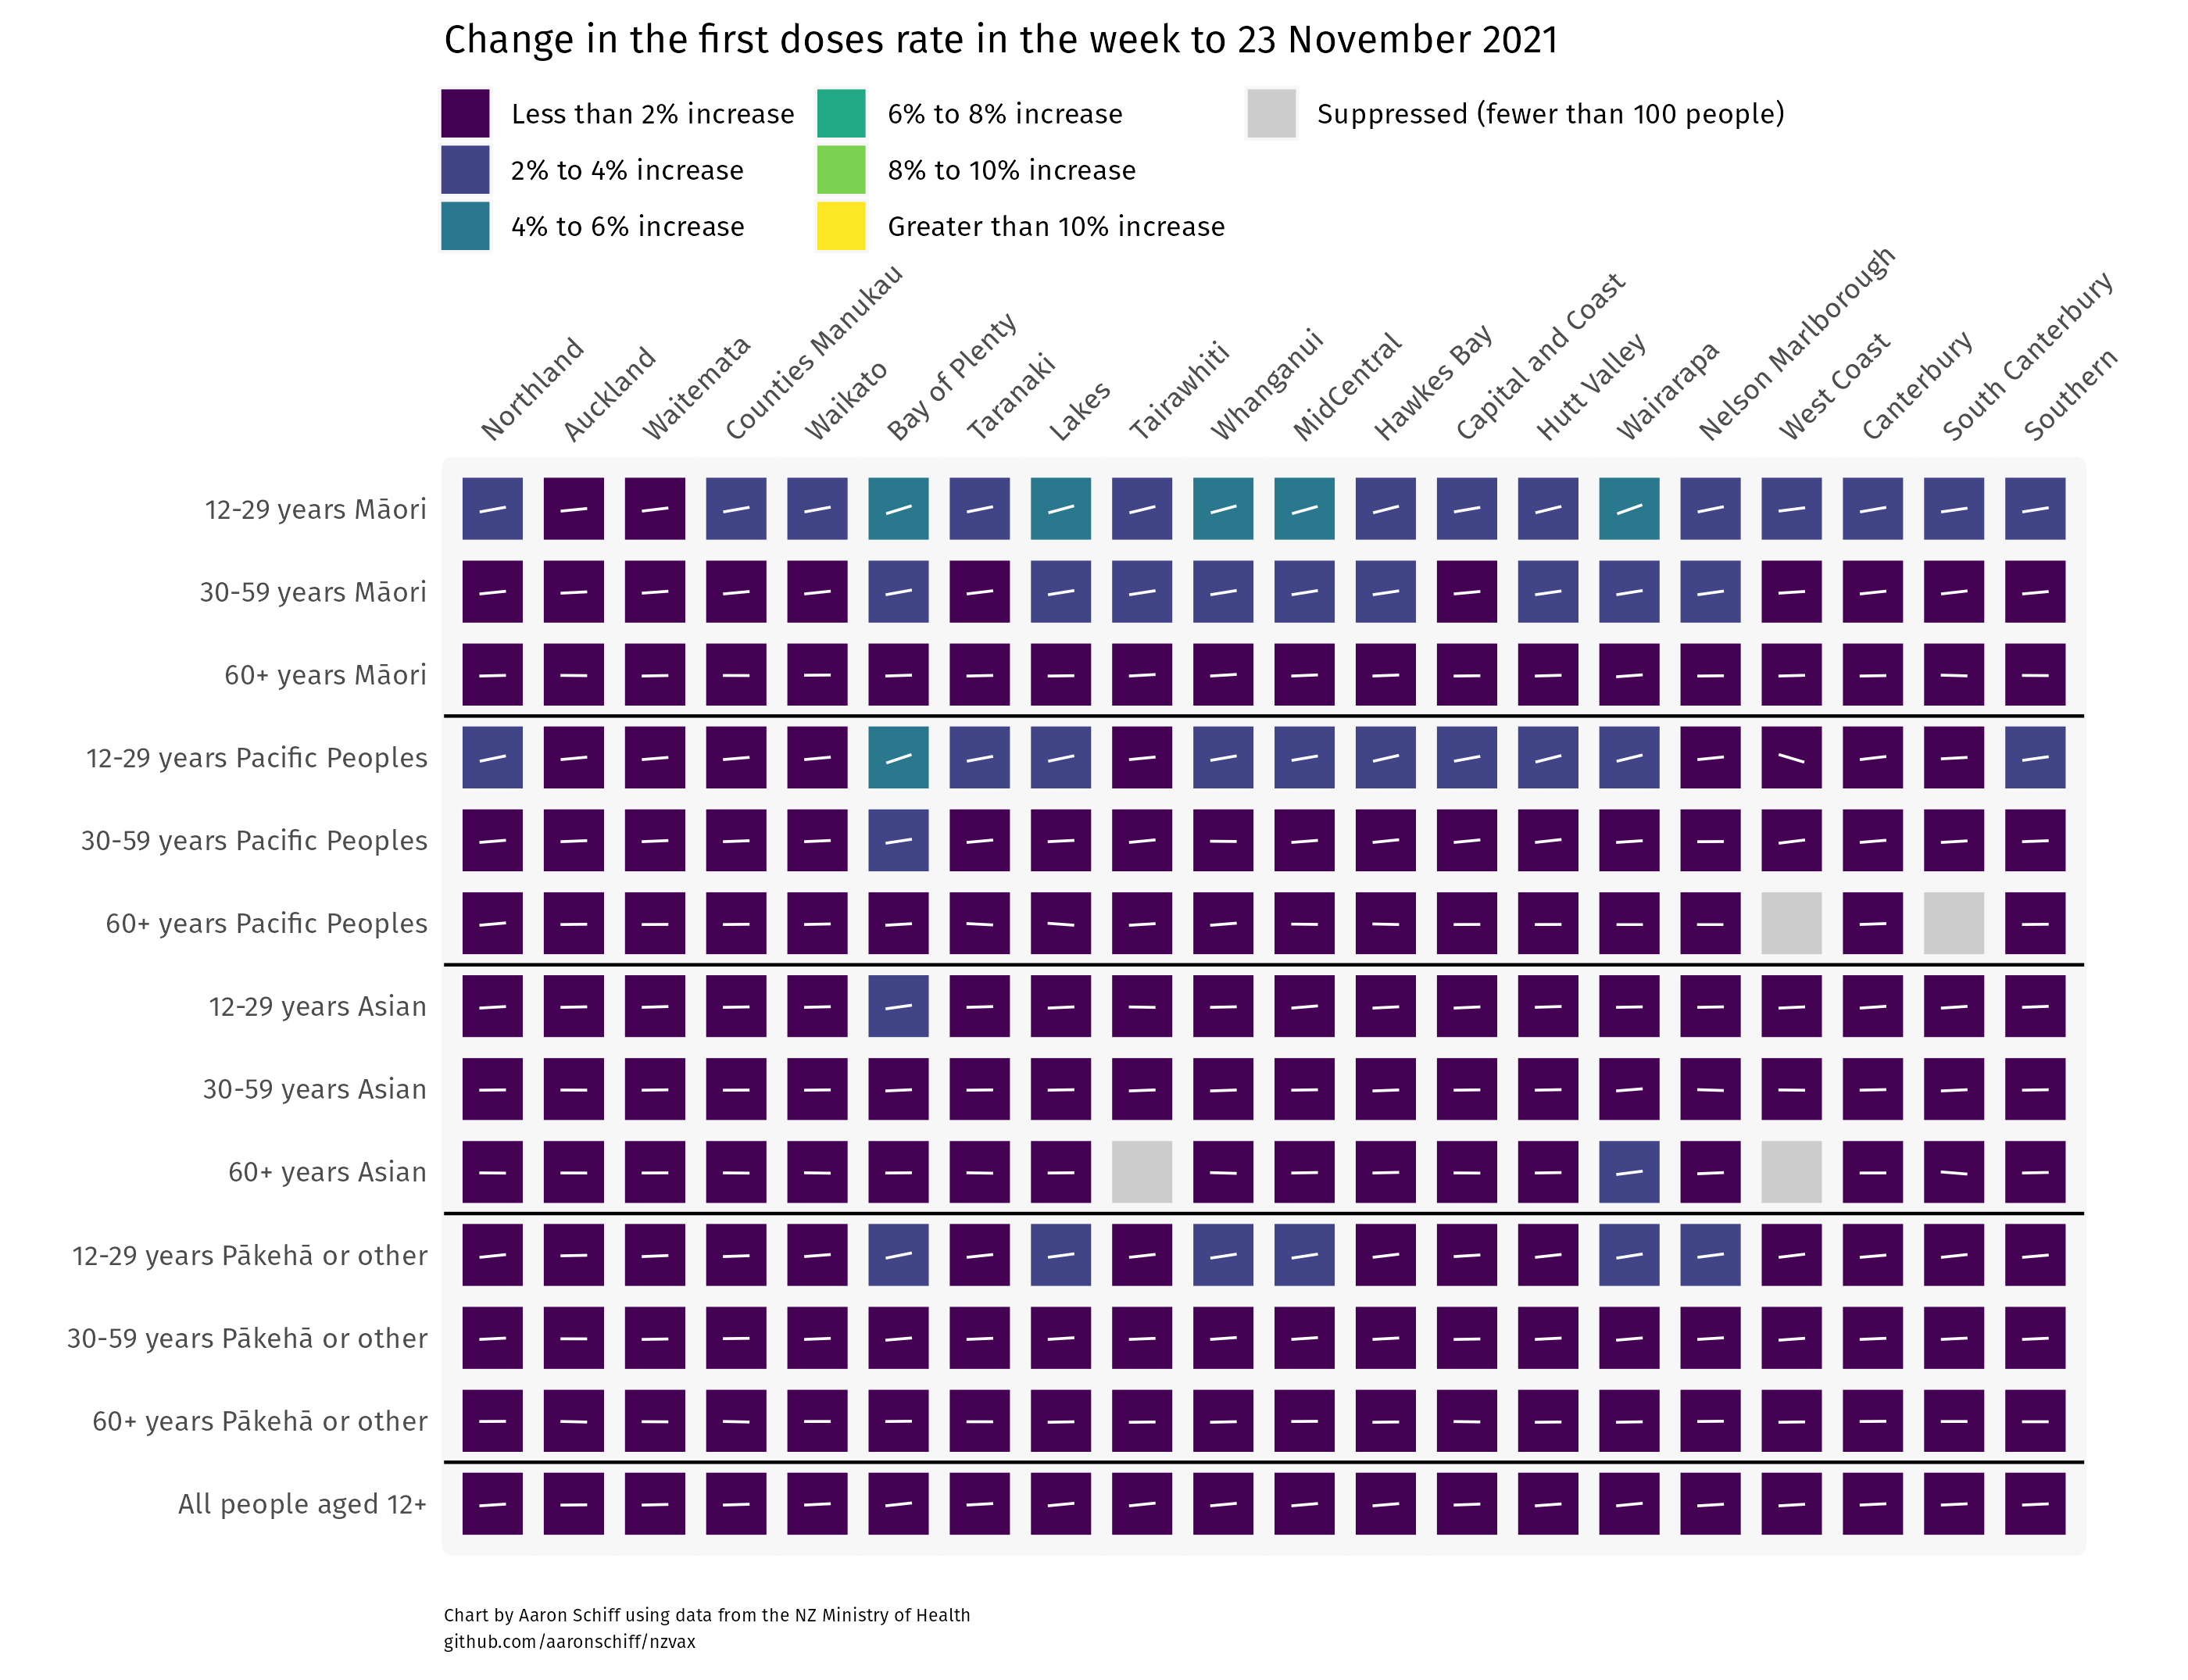 Change in the first doses rate in the week to 23 November 2021
Less than 2% increase
2% to 4% increase
4% to 6% increase
6% to 8% increase
8% to 10% increase
Greater than 10% increase
Suppressed (fewer than 100 people)
Northland
Auckland
Waitemata
Counties Manukau
Waikato
Bay of Plenty
Taranaki
Lakes
Tairawhiti
Whanganui
MidCentral
Hawkes Bay
Capital and Coast
Hutt Valley
Wairarapa
Nelson Marlborough
West Coast
Canterbury
South Canterbury
Southern
12-29 years Māori
30-59 years Māori
60+ years Māori
12-29 years Pacific Peoples
30-59 years Pacific Peoples
60+ years Pacific Peoples
12-29 years Asian
30-59 years Asian
60+ years Asian
12-29 years Pākehā or other
30-59 years Pākehā or other
60+ years Pākehā or other
All people aged 12+
Chart by Aaron Schiff using data from the NZ Ministry of Health
github.com/aaronschiff/nzvax